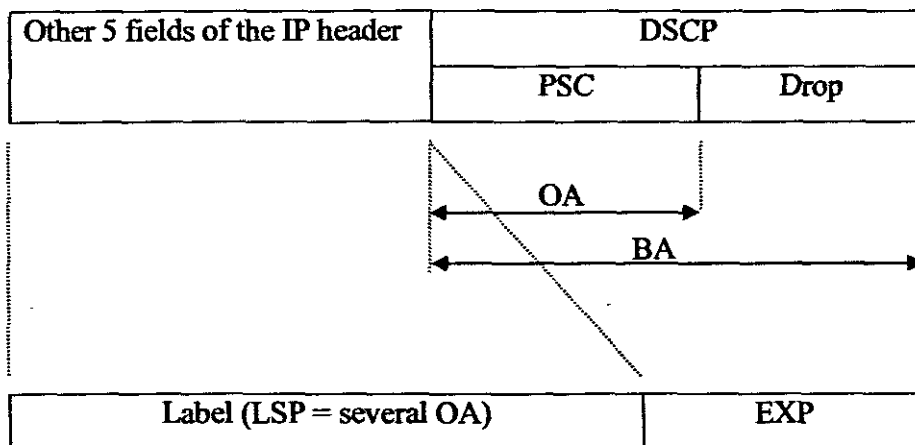 Other 5 fields of the IP header
DSCP
PSC
Drop
OA
BA
Label (LSP = several OA)
EXP